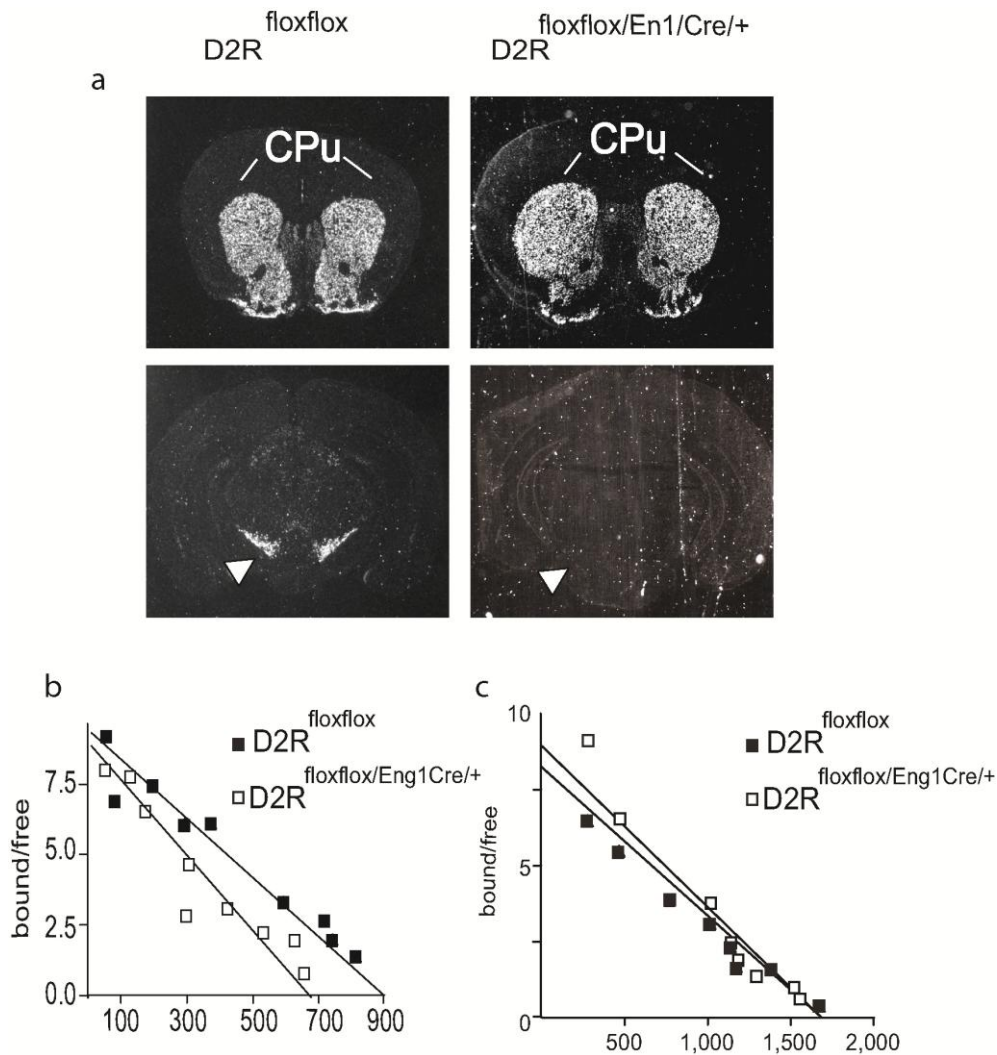 D2R floxflox
D2R floxflox/En1/Cre/+
a
CPu
CPu
b
D2R floxflox
D2R floxflox/Eng1Cre/+
bound/free
7.5
5.0
2.5
0.0
100 300 500 700 900
c
D2R floxflox
D2R floxflox/Eng1Cre/+
bound/free
10
5
0
500 1,000 1,500 2,000